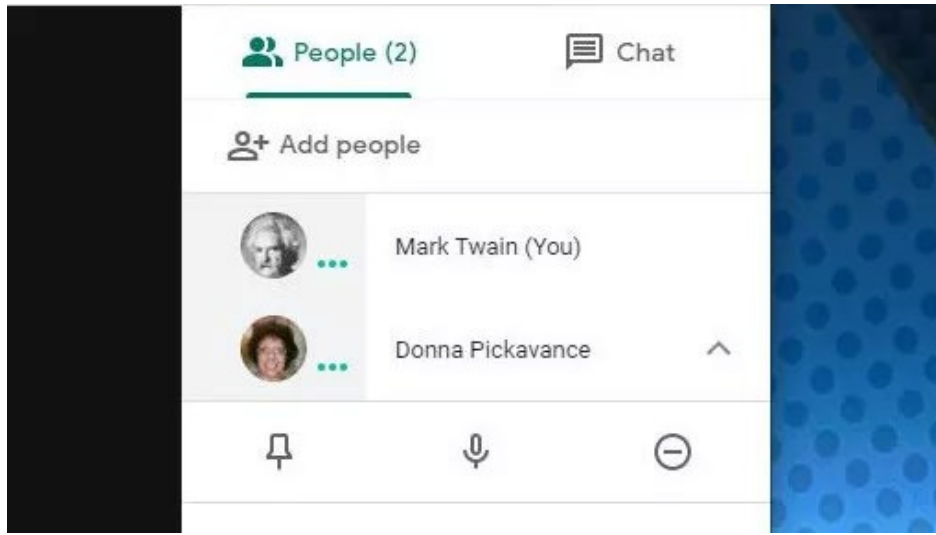 People (2) Chat
Add people
Mark Twain (You)
Donna Pickavance